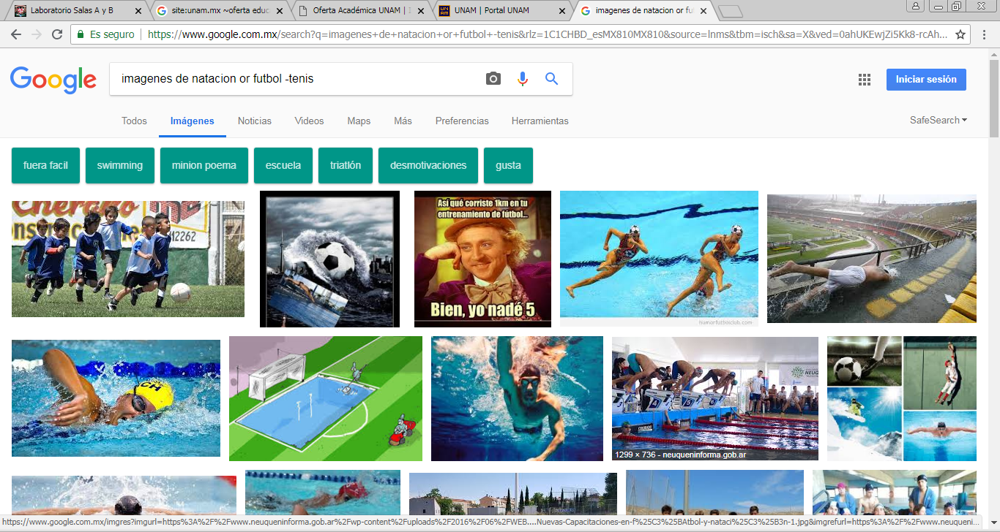 Laboratorio Salas A y B
site:unam.mx ~oferta educ
Oferta Académica UNAM | I
UNAM | Portal UNAM
imagenes de natacion or fu
Es seguro
https://www.google.com.mx/search?q=imagenes+de+natacion+or+futbol+-tenis&rlz=1C1CHBD_esMX810MX810&source=lnms&tbm=isch&sa=X&ved=0ahUKEwjZi5Kk8-rcAh...
Google
imagenes de natacion or futbol -tenis
Iniciar sesión
Todos
Imágenes
Noticias
Videos
Maps
Más
Preferencias
Herramientas
SafeSearch
fuera facil
swimming
minion poema
escuela
triatlón
desmotivaciones
gusta
12262
Así qué corriste 1km en tu
entrenamiento de fútbol...
Bien, yo nadé 5
humorfutbolclub.com
1299 × 736 - neuqueninforma.gob.ar
https://www.google.com.mx/imgres?imgurl=https%3A%2F%2Fwww.neuqueninforma.gob.ar%2Fwp-content%2Fuploads%2F2016%2F06%2FWEB....Nuevas-Capacitaciones-en-f%25C3%25BAtbol-y-nataci%25C3%25B3n-1.jpg&imgrefurl=https%3A%2F%2Fwww.neuqueni...